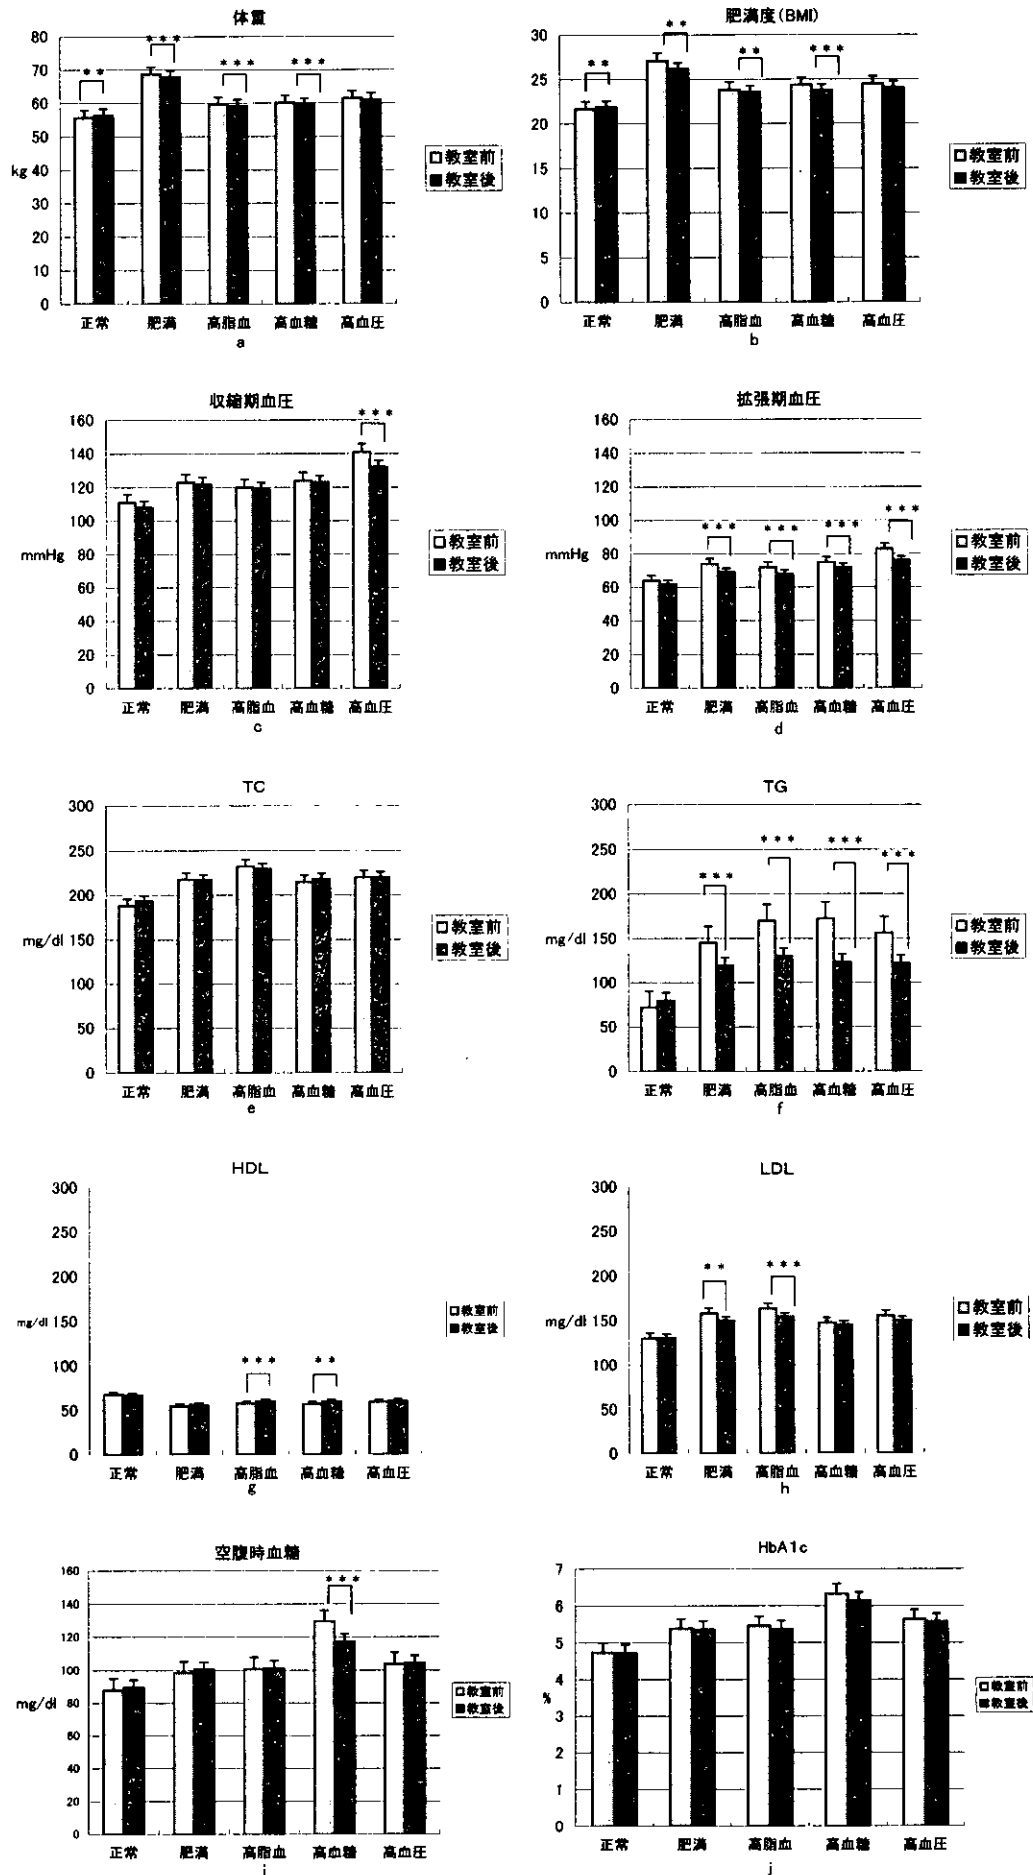 体重
80
70
60
50
kg 40
30
20
10
0
** *** *** ***
正常 肥満 高脂血 高血糖 高血圧
a
□教室前
■教室後
肥満度(BMI)
30
25
20
15
10
5
0
** ** ** ***
正常 肥満 高脂血 高血糖 高血圧
b
□教室前
■教室後
収縮期血圧
160
140
120
100
mmHg 80
60
40
20
0
***
正常 肥満 高脂血 高血糖 高血圧
c
□教室前
■教室後
拡張期血圧
160
140
120
100
mmHg 80
60
40
20
0
*** *** *** ***
正常 肥満 高脂血 高血糖 高血圧
d
□教室前
■教室後
TC
300
250
200
mg/dl 150
100
50
0
正常 肥満 高脂血 高血糖 高血圧
e
□教室前
■教室後
TG
300
250
200
mg/dl 150
100
50
0
*** *** *** ***
正常 肥満 高脂血 高血糖 高血圧
f
□教室前
■教室後
HDL
300
250
200
mg/dl 150
100
50
0
*** **
正常 肥満 高脂血 高血糖 高血圧
g
□教室前
■教室後
LDL
300
250
200
mg/dl 150
100
50
0
** ***
正常 肥満 高脂血 高血糖 高血圧
h
□教室前
■教室後
空腹時血糖
160
140
120
100
mg/dl 80
60
40
20
0
***
正常 肥満 高脂血 高血糖 高血圧
i
□教室前
■教室後
HbA1c
7
6
5
4
% 3
2
1
0
正常 肥満 高脂血 高血糖 高血圧
j
□教室前
■教室後